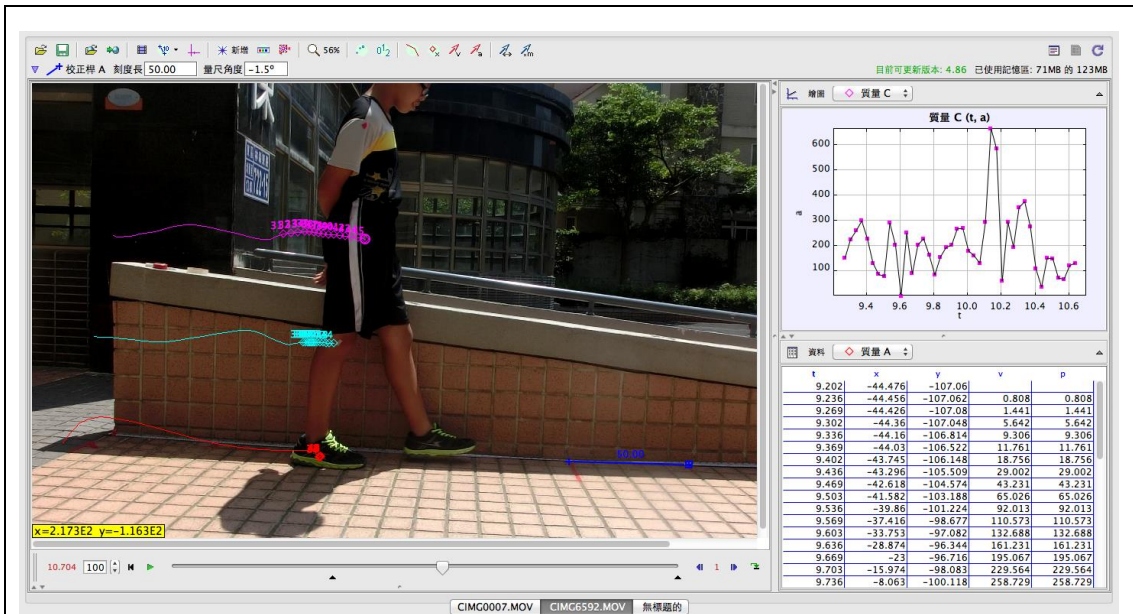 新增 56%
校正桿 A 刻度長 50.00 量尺角度 -1.5°
目前可更新版本: 4.86 已使用記憶區: 71MB 的 123MB
50.00
x=2.173E2 y=-1.163E2
10.704 100 1
繪圖 質量 C
質量 C (t, a)
600
500
400
a
300
200
100
9.4 9.6 9.8 10.0 10.2 10.4 10.6
t
資料 質量 A
t x y v p
9.202 -44.476 -107.06
9.236 -44.456 -107.062 0.808 0.808
9.269 -44.426 -107.08 1.441 1.441
9.302 -44.36 -107.048 5.642 5.642
9.336 -44.16 -106.814 9.306 9.306
9.369 -44.03 -106.522 11.761 11.761
9.402 -43.745 -106.148 18.756 18.756
9.436 -43.296 -105.509 29.002 29.002
9.469 -42.618 -104.574 43.231 43.231
9.503 -41.582 -103.188 65.026 65.026
9.536 -39.86 -101.224 92.013 92.013
9.569 -37.416 -98.677 110.573 110.573
9.603 -33.753 -97.082 132.688 132.688
9.636 -28.874 -96.344 161.231 161.231
9.669 -23 -96.716 195.067 195.067
9.703 -15.974 -98.083 229.564 229.564
9.736 -8.063 -100.118 258.729 258.729
CIMG0007.MOV CIMG6592.MOV 無標題的